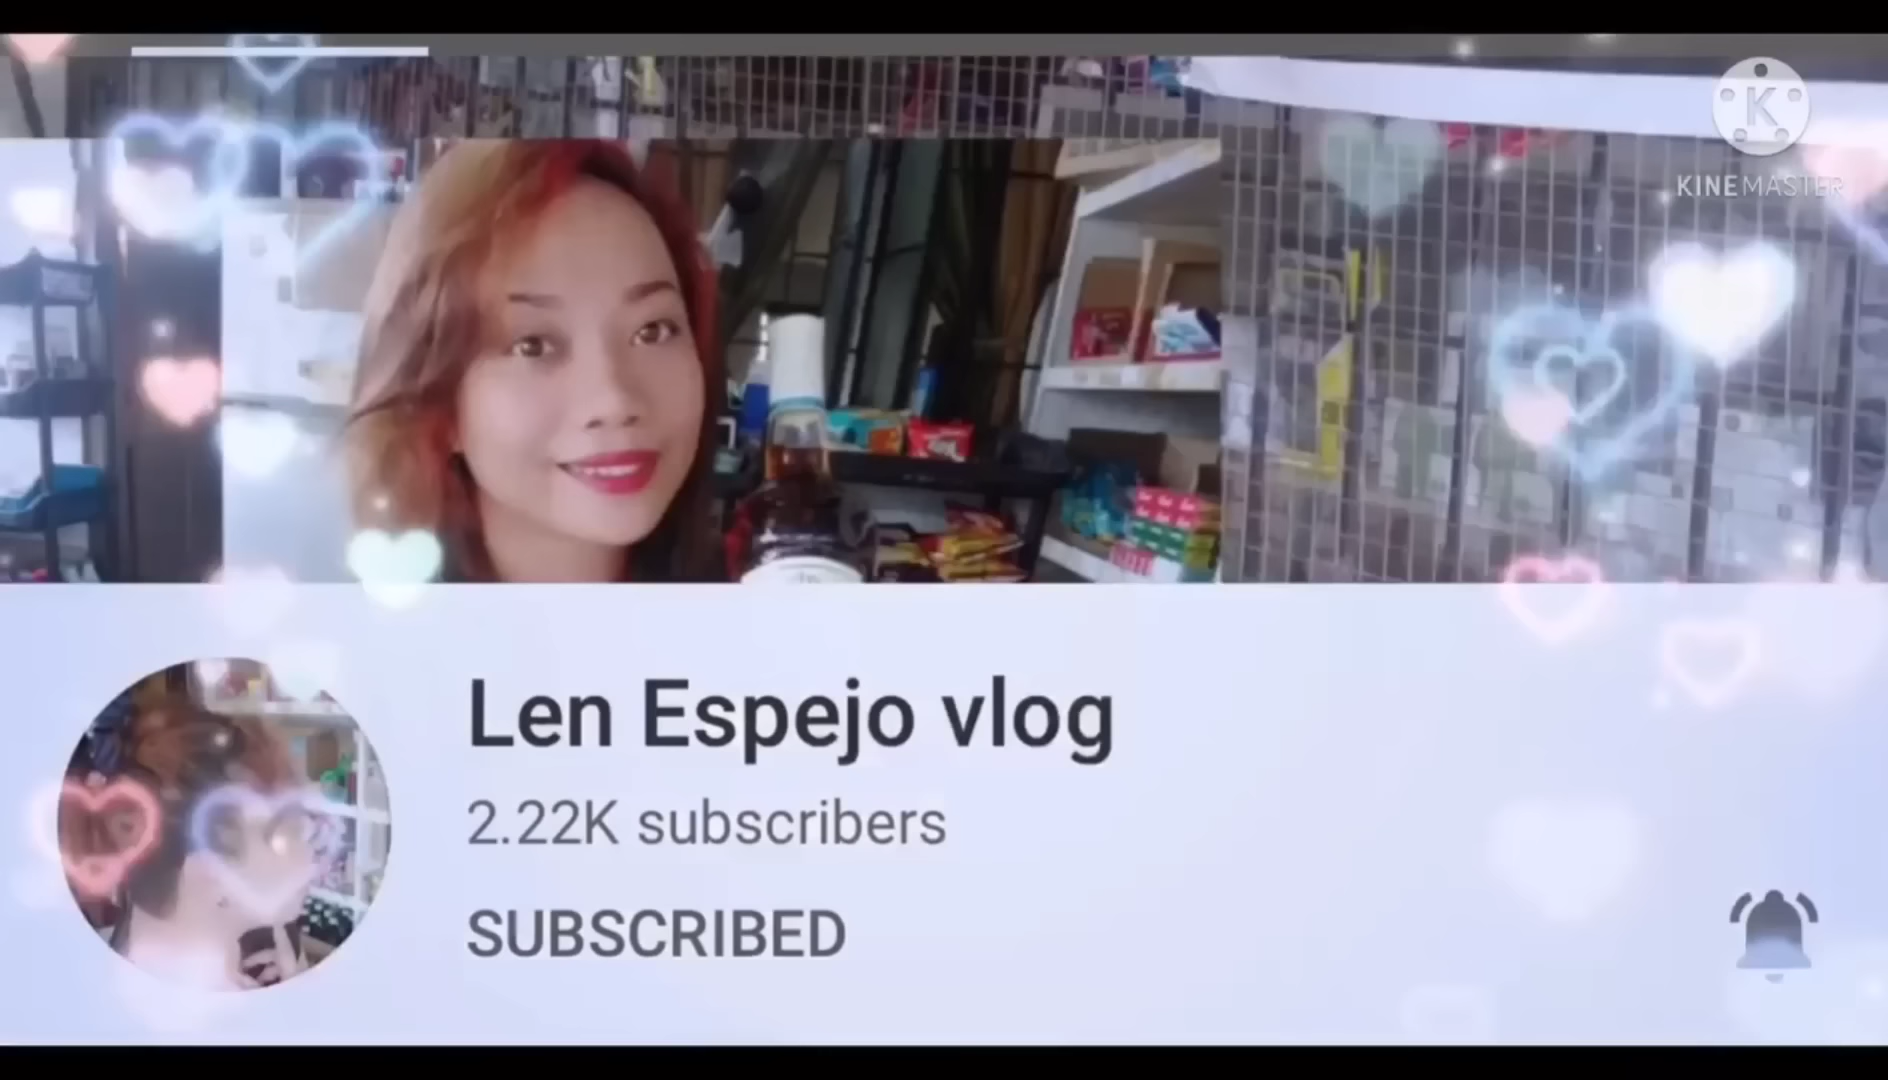 K
KINEMASTER
Len Espejo vlog
2.22K subscribers
SUBSCRIBED